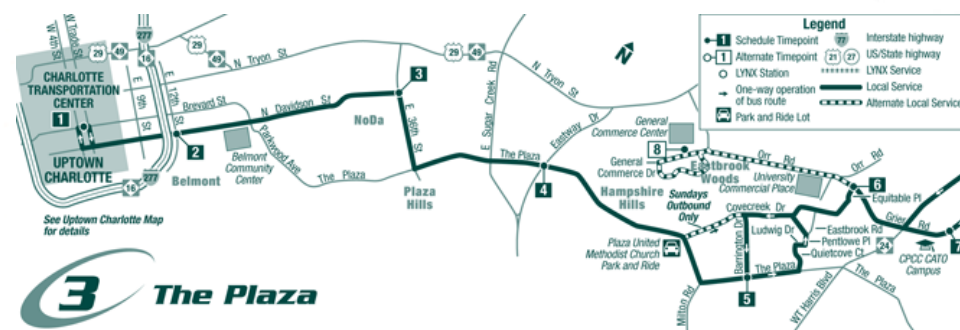 277
W 4th St
W Trade St
16
29
49
29
49
N Tryon St
29
49
E Sugar Creek Rd
N Tryon St
CHARLOTTE
TRANSPORTATION
CENTER
1
E 9th St
E 12th St
Brevard St
N Davidson St
3
E 36th St
NoDa
2
Parkwood Ave
Belmont
Community
Center
Belmont
UPTOWN
CHARLOTTE
16
277
The Plaza
Plaza
Hills
The Plaza
4
Eastway Dr
N
See Uptown Charlotte Map
for details
3 The Plaza
Legend
1 Schedule Timepoint
1 Alternate Timepoint
LYNX Station
One-way operation
of bus route
Park and Ride Lot
77 Interstate highway
21 27 US/State highway
LYNX Service
Local Service
Alternate Local Service
General
Commerce Center
8
General
Commerce Dr
Eastbrook
Woods
Orr Rd
Orr Rd
University
Commercial Place
6
Equitable Pl
Hampshire
Hills
Sundays
Outbound
Only
Covecreek Dr
Ludwig Dr
Eastbrook Rd
Pentlowe Pl
Quietcove Ct
Grier Rd
24
7
CPCC CATO
Campus
Plaza United
Methodist Church
Park and Ride
Barrington Dr
The Plaza
The Plaza
5
Milton Rd
WT Harris Blvd